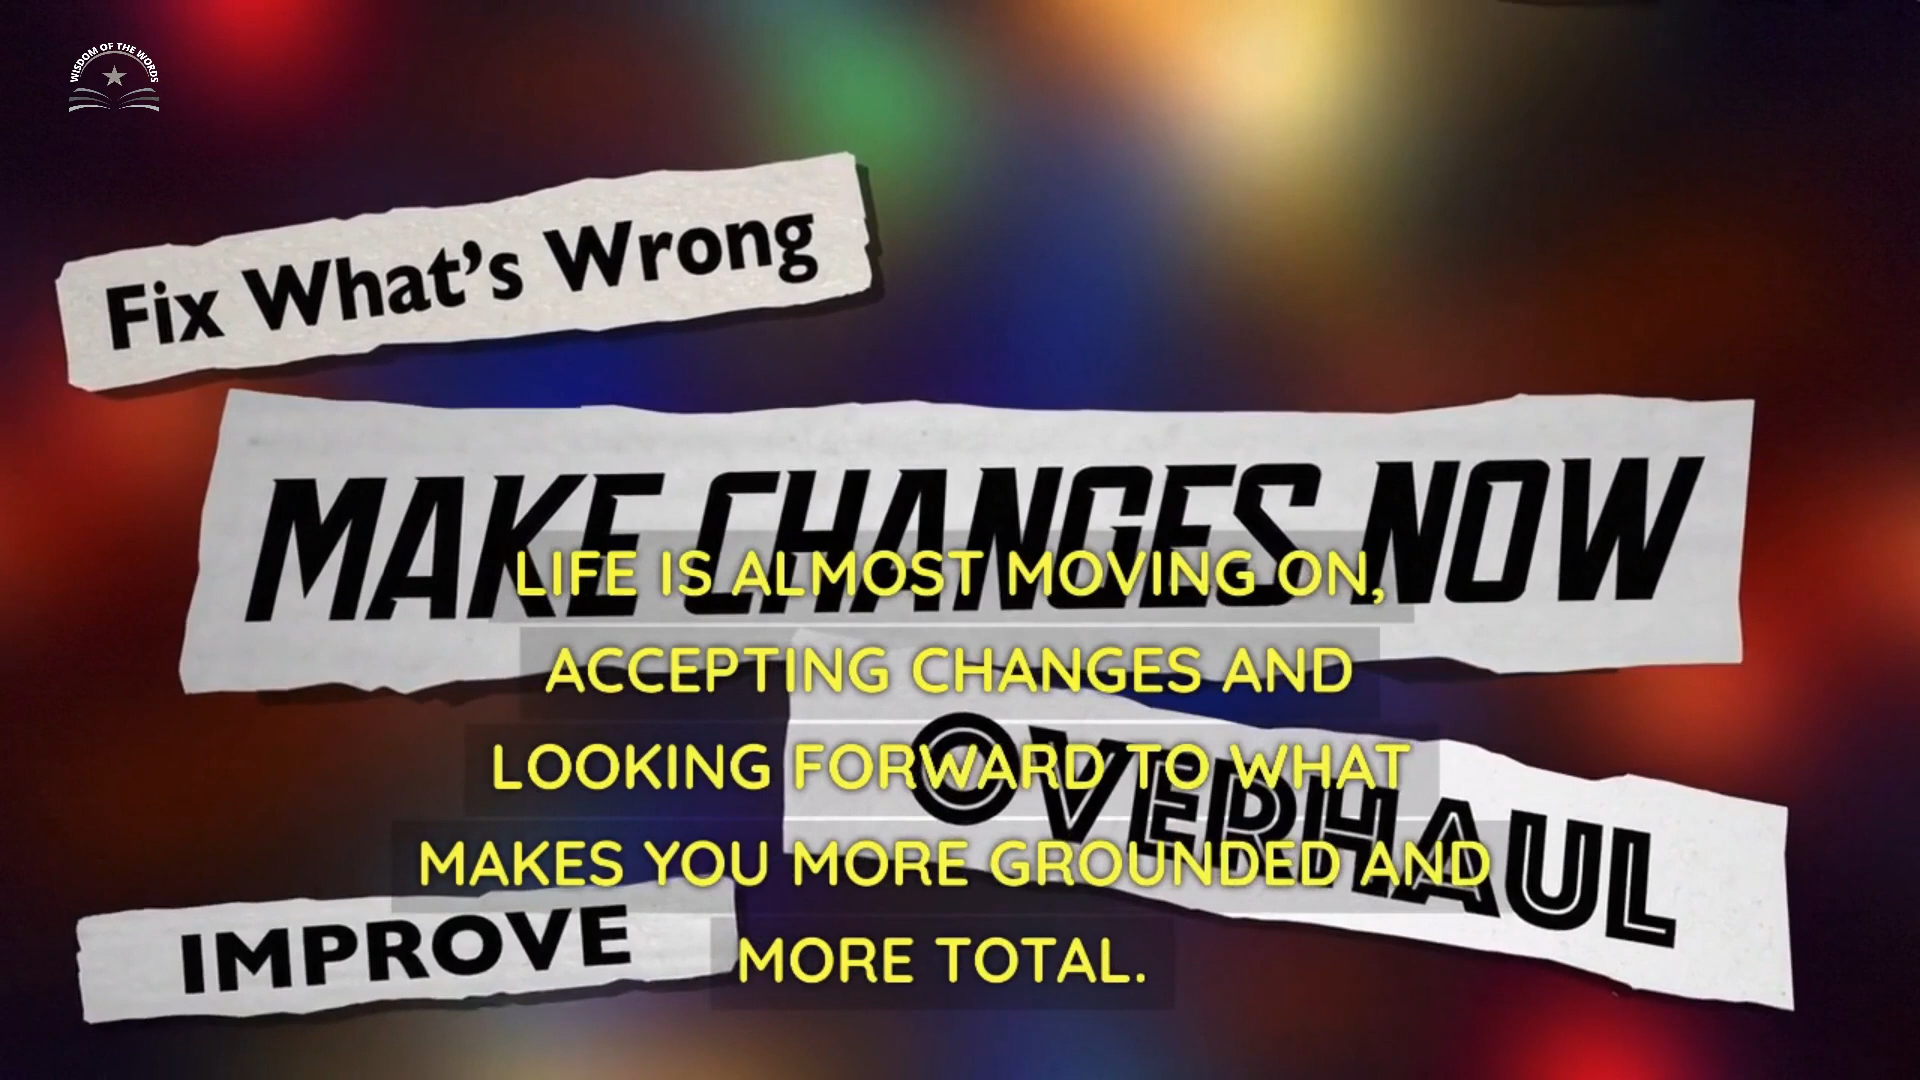 WISDOM OF THE WORDS
Fix What's Wrong
MAKE CHANGES NOW
LIFE IS ALMOST MOVING ON,
ACCEPTING CHANGES AND
LOOKING FORWARD TO WHAT
MAKES YOU MORE GROUNDED AND
MORE TOTAL.
OVERHAUL
IMPROVE